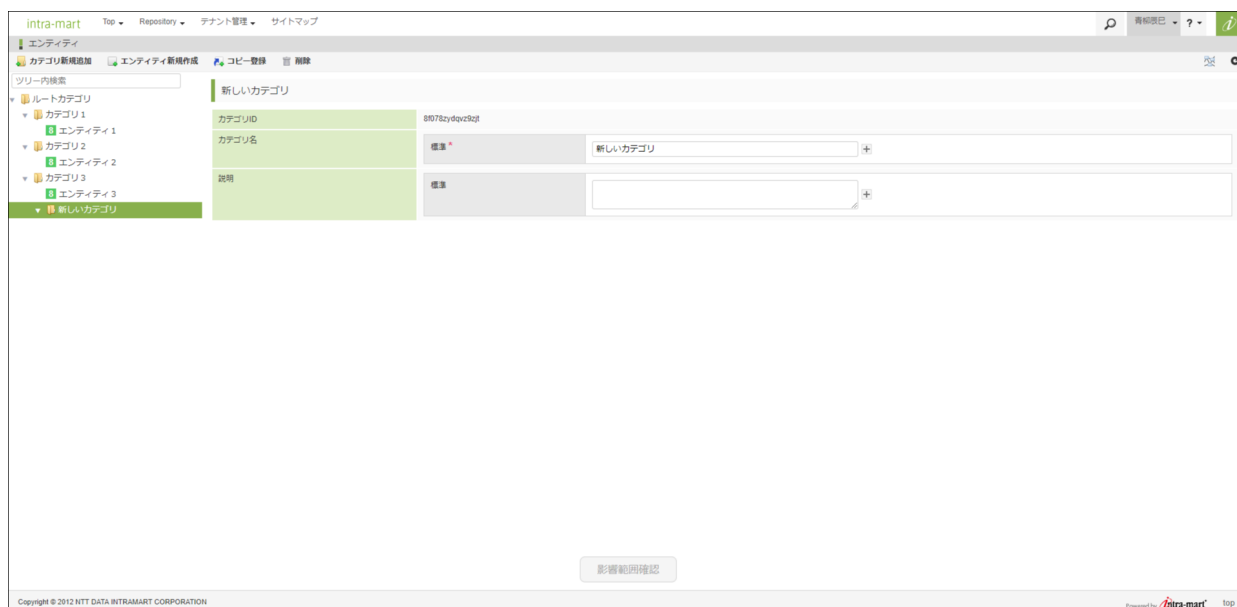 intra-mart Top Repository テナント管理 サイトマップ 青柳辰巳 ?
エンティティ
カテゴリ新規追加 エンティティ新規作成 コピー登録 削除
ツリー内検索
ルートカテゴリ
カテゴリ1
エンティティ1
カテゴリ2
エンティティ2
カテゴリ3
エンティティ3
新しいカテゴリ
新しいカテゴリ
カテゴリID 8f078zydqvz9zjt
カテゴリ名 標準 * 新しいカテゴリ
説明 標準
影響範囲確認
Copyright © 2012 NTT DATA INTRAMART CORPORATION Powered by intra-mart top